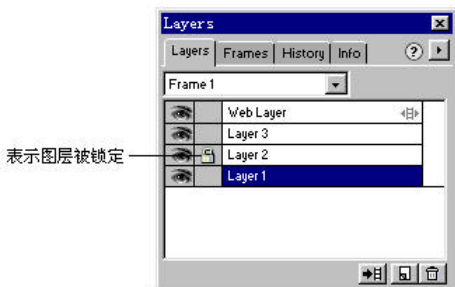 Layers
Layers Frames History Info ?
Frame 1
Web Layer
Layer 3
表示图层被锁定 Layer 2
Layer 1